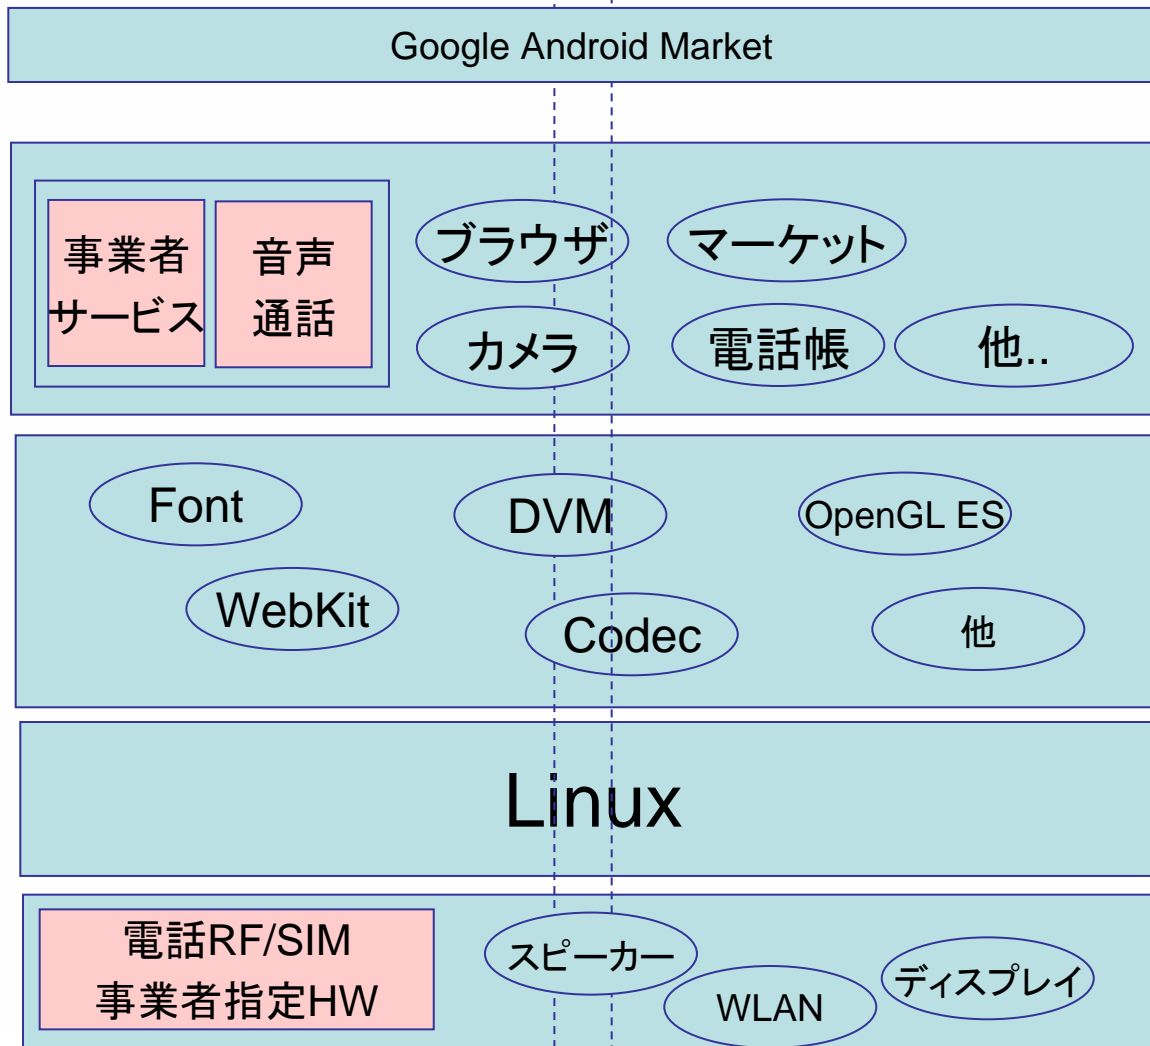 Google Android Market
事業者
サービス
音声
通話
ブラウザ
マーケット
カメラ
電話帳
他..
Font
DVM
OpenGL ES
WebKit
Codec
他
Linux
電話RF/SIM
事業者指定HW
スピーカー
WLAN
ディスプレイ